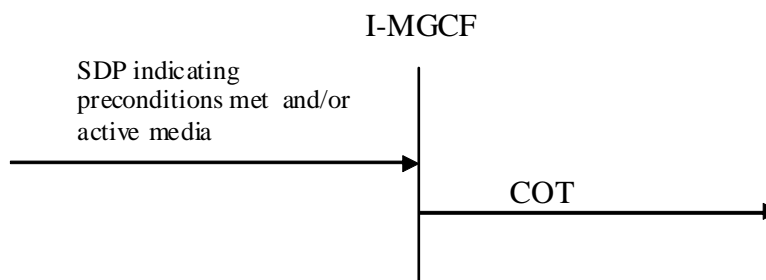 I-MGCF
SDP indicating
preconditions met and/or
active media
COT